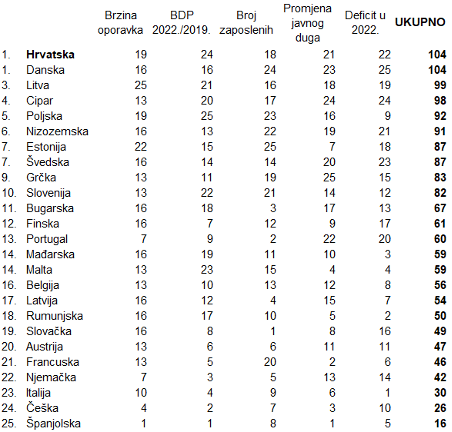 Brzina oporavka BDP 2022./2019. Broj zaposlenih Promjena javnog duga Deficit u 2022. UKUPNO
1. Hrvatska 19 24 18 21 22 104
1. Danska 16 16 24 23 25 104
3. Litva 25 21 16 18 19 99
4. Cipar 13 20 17 24 24 98
5. Poljska 19 25 23 16 9 92
6. Nizozemska 16 13 22 19 21 91
7. Estonija 22 15 25 7 18 87
7. Švedska 16 14 14 20 23 87
9. Grčka 13 11 19 25 15 83
10. Slovenija 13 22 21 14 12 82
11. Bugarska 16 18 3 17 13 67
12. Finska 16 7 12 9 17 61
13. Portugal 7 9 2 22 20 60
14. Mađarska 16 19 11 10 3 59
14. Malta 13 23 15 4 4 59
16. Belgija 13 10 13 12 8 56
17. Latvija 16 12 4 15 7 54
18. Rumunjska 16 17 10 5 2 50
19. Slovačka 16 8 1 8 16 49
20. Austrija 13 6 6 11 11 47
21. Francuska 13 5 20 2 6 46
22. Njemačka 7 3 5 13 14 42
23. Italija 10 4 9 6 1 30
24. Češka 4 2 7 3 10 26
25. Španjolska 1 1 8 1 5 16